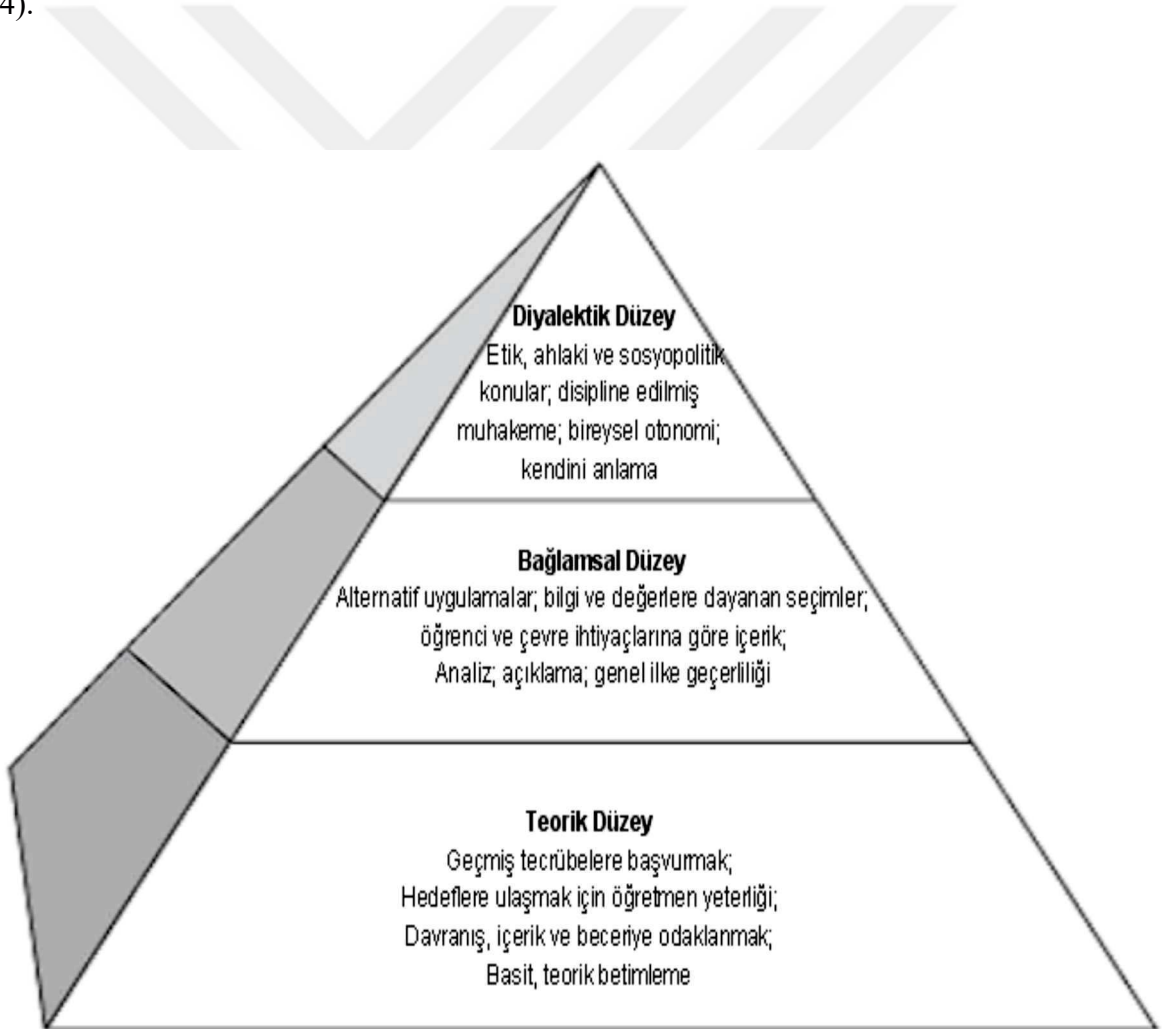 4).
Diyalektik Düzey
Etik, ahlaki ve sosyopolitik
konular; disipline edilmiş
muhakeme; bireysel otonomi;
kendini anlama
Bağlamsal Düzey
Alternatif uygulamalar; bilgi ve değerlere dayanan seçimler;
öğrenci ve çevre ihtiyaçlarına göre içerik;
Analiz; açıklama; genel ilke geçerliliği
Teorik Düzey
Geçmiş tecrübelere başvurmak;
Hedeflere ulaşmak için öğretmen yeterliği;
Davranış, içerik ve beceriye odaklanmak;
Basit, teorik betimleme